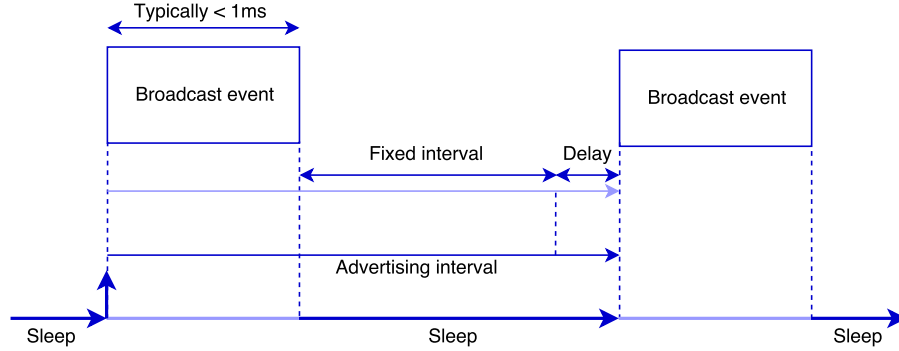 Typically < 1ms
Broadcast event
Broadcast event
Fixed interval
Delay
Advertising interval
Sleep
Sleep
Sleep